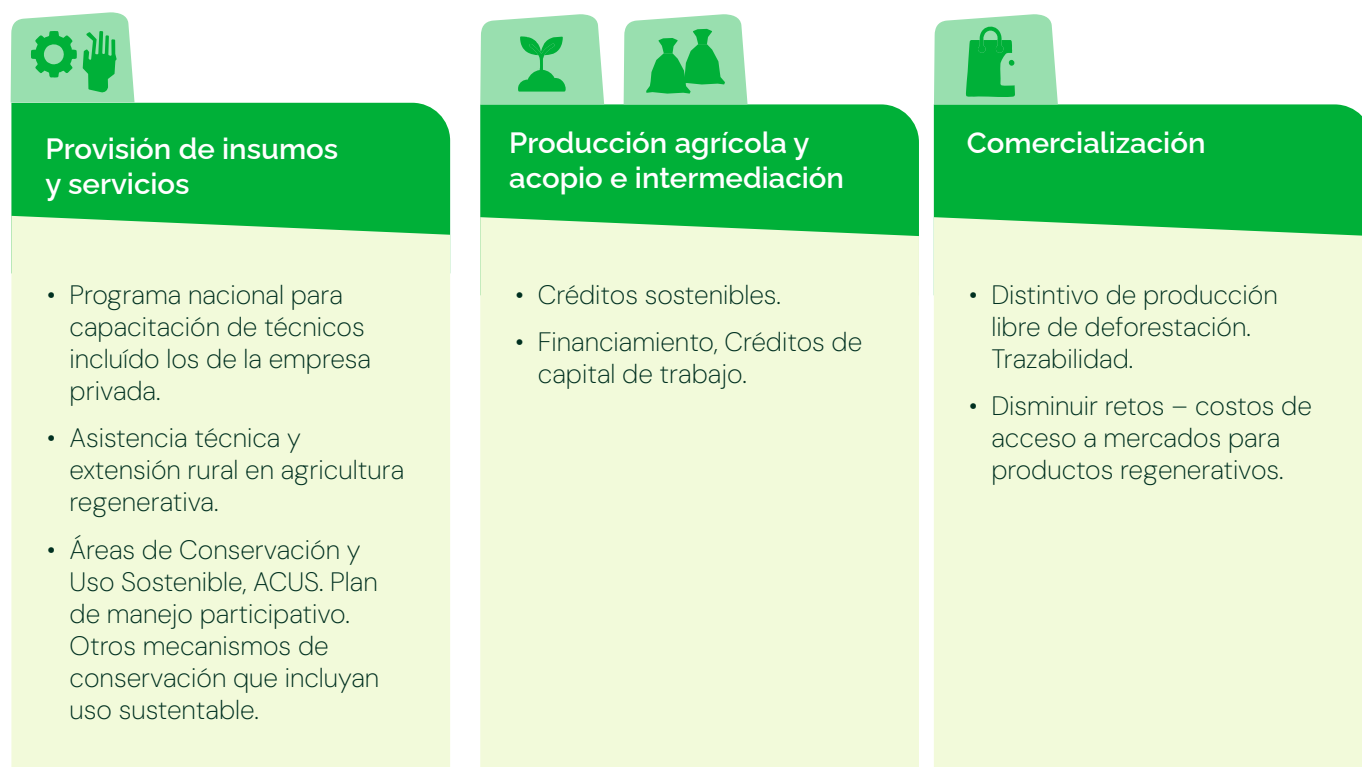 Provisión de insumos
y servicios
• Programa nacional para
capacitación de técnicos
incluído los de la empresa
privada.
• Asistencia técnica y
extensión rural en agricultura
regenerativa.
• Áreas de Conservación y
Uso Sostenible, ACUS. Plan
de manejo participativo.
Otros mecanismos de
conservación que incluyan
uso sustentable.
Producción agrícola y
acopio e intermediación
• Créditos sostenibles.
• Financiamiento, Créditos de
capital de trabajo.
Comercialización
• Distintivo de producción
libre de deforestación.
Trazabilidad.
• Disminuir retos – costos de
acceso a mercados para
productos regenerativos.